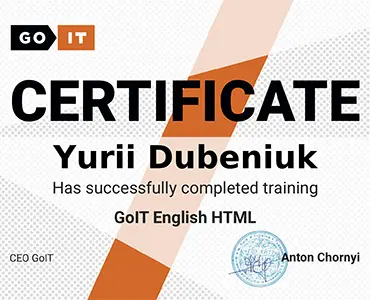 GO IT
CERTIFICATE
Yurii Dubeniuk
Has successfully completed training
GoIT English HTML
CEO GoIT
Anton Chornyi